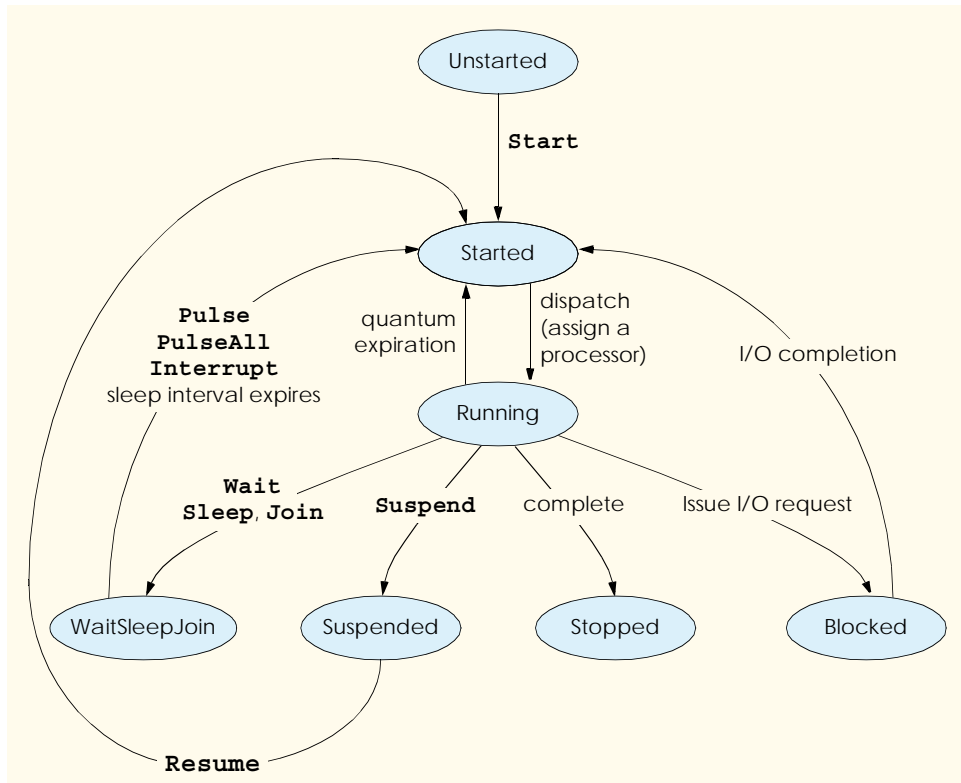 Unstarted
Start
Started
Pulse
PulseAll
Interrupt
sleep interval expires
quantum
expiration
dispatch
(assign a
processor)
I/O completion
Running
Wait
Sleep, Join
Suspend
complete
Issue I/O request
WaitSleepJoin
Suspended
Stopped
Blocked
Resume